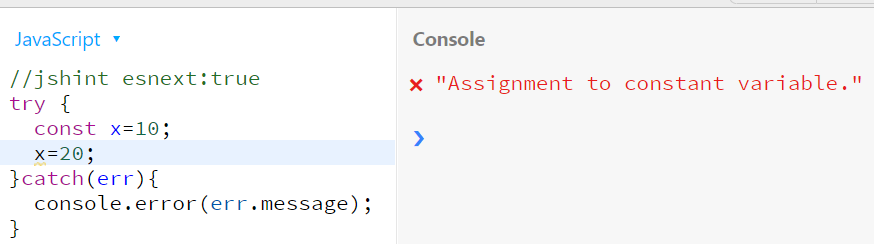 JavaScript ▾
//jshint esnext:true
try {
  const x=10;
  x=20;
}catch(err){
  console.error(err.message);
}
Console
× "Assignment to constant variable."
›